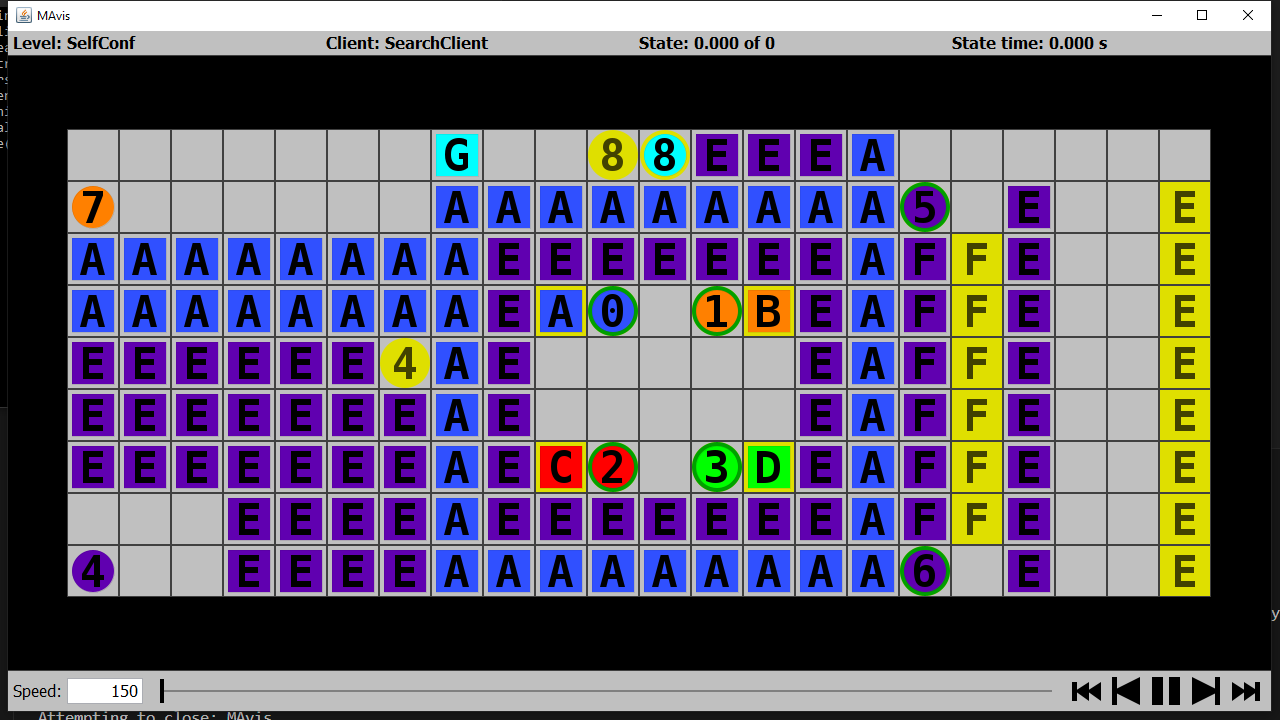 MAvis
Level: SelfConf Client: SearchClient State: 0.000 of 0 State time: 0.000 s
G 8 8 E E E A
7 A A A A A A A A A 5 E E
A A A A A A A A E E E E E E E A F F E E
A A A A A A A A E A 0 1 B E A F F E E
E E E E E E 4 A E E A F F E E
E E E E E E E A E E A F F E E
E E E E E E E A E C 2 3 D E A F F E E
E E E E A E E E E E E E A F F E E
4 E E E E A A A A A A A A A 6 E E
Speed: 150
Attempting to close: MAvis